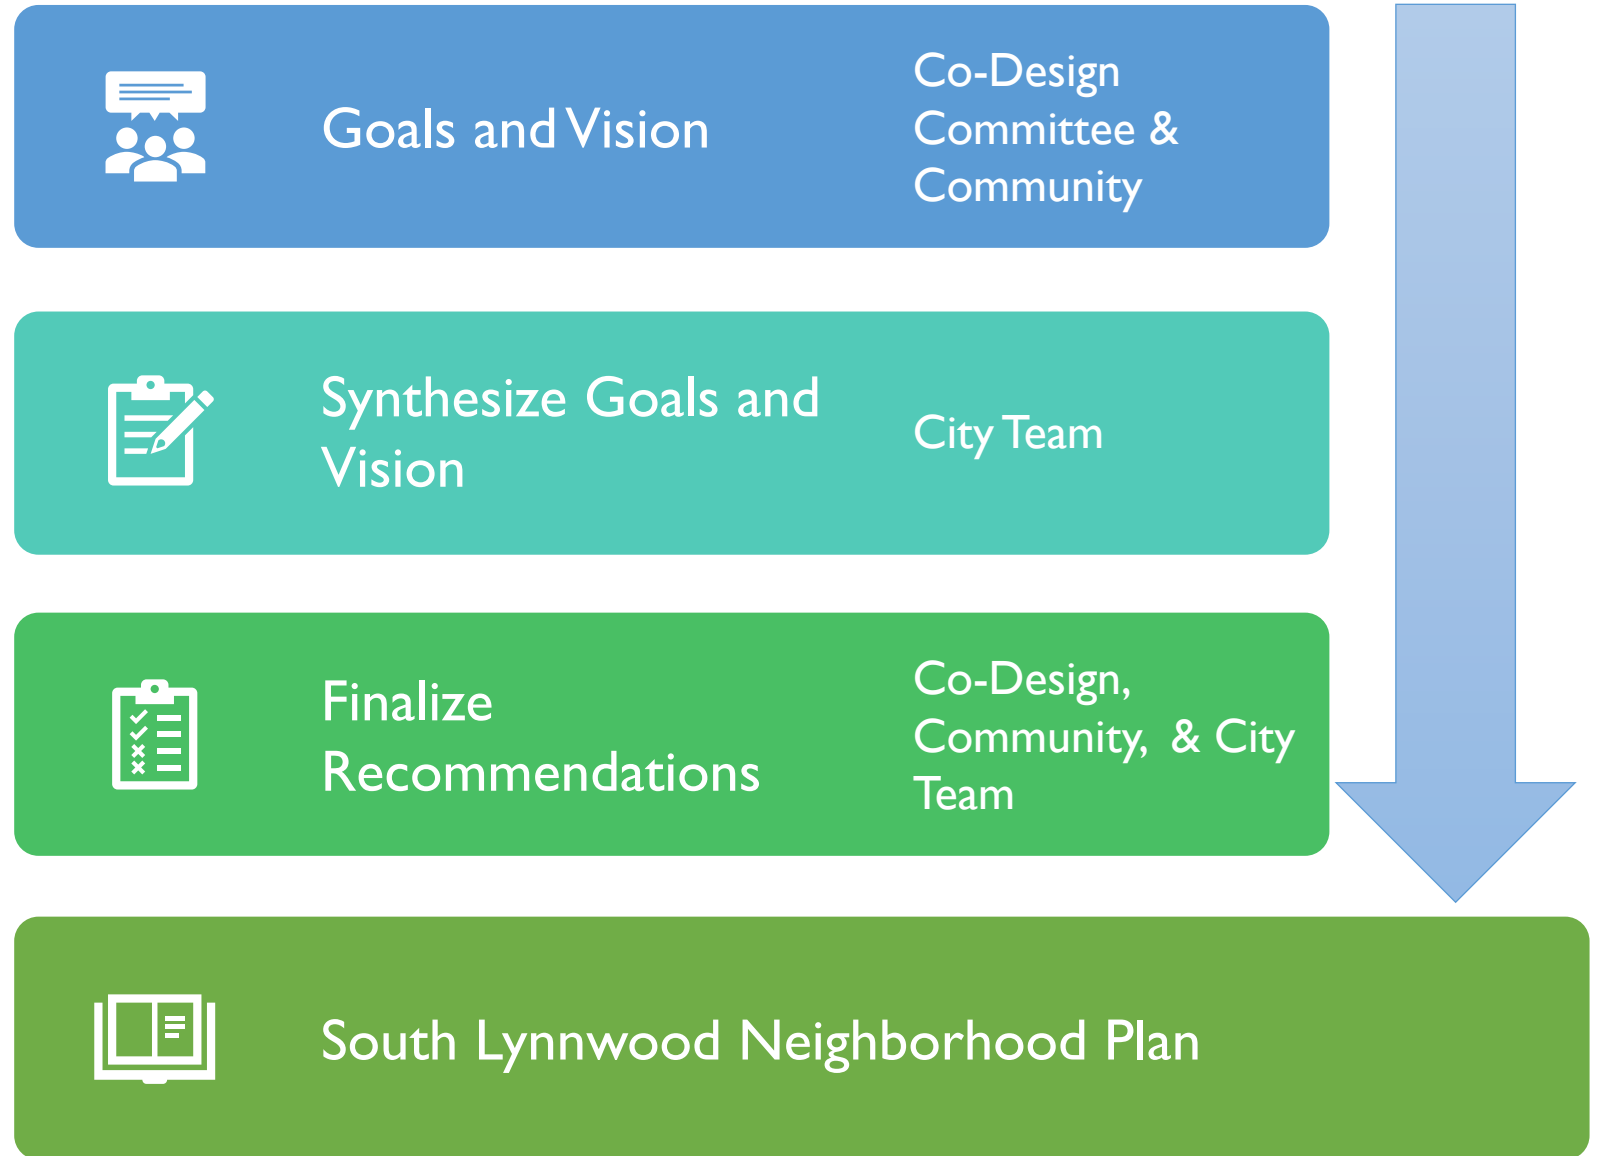 Goals and Vision
Co-Design
Committee &
Community
Synthesize Goals and
Vision
City Team
Finalize
Recommendations
Co-Design,
Community, & City
Team
South Lynnwood Neighborhood Plan